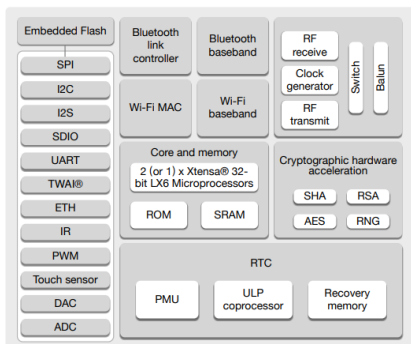 Embedded Flash
SPI
I2C
I2S
SDIO
UART
TWAI®
ETH
IR
PWM
Touch sensor
DAC
ADC
Bluetooth
link
controller
Bluetooth
baseband
Wi-Fi MAC
Wi-Fi
baseband
RF
receive
Clock
generator
RF
transmit
Switch
Balun
Core and memory
2 (or 1) x Xtensa® 32-
bit LX6 Microprocessors
ROM
SRAM
Cryptographic hardware
acceleration
SHA
RSA
AES
RNG
RTC
PMU
ULP
coprocessor
Recovery
memory